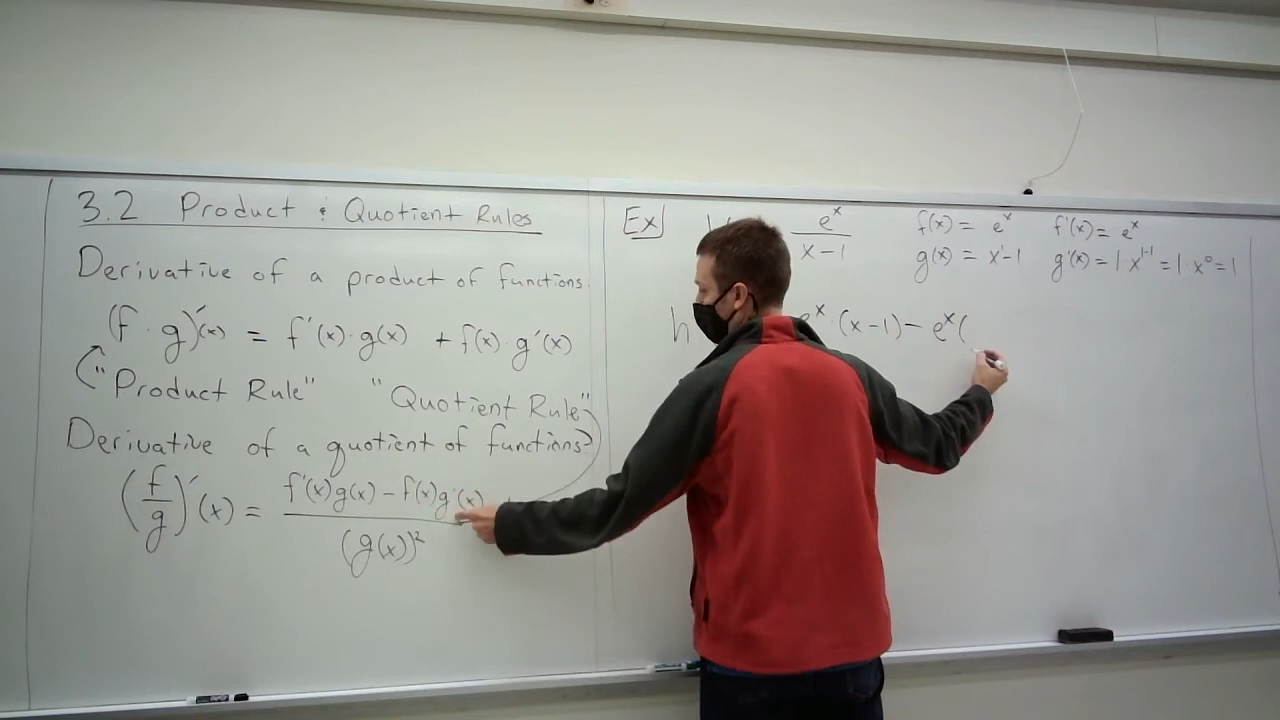 3.2 Product & Quotient Rules
Derivative of a product of functions
(f · g)'(x) = f'(x)·g(x) + f(x)·g'(x)
"Product Rule" "Quotient Rule"
Derivative of a quotient of functions?
(f/g)'(x) = f'(x)g(x) - f(x)g'(x) / (g(x))²
Ex e^x / x-1
f(x) = e^x f'(x) = e^x
g(x) = x¹-1 g'(x) = 1·x^1-1 = 1·x⁰ = 1
h e^x·(x-1) - e^x(